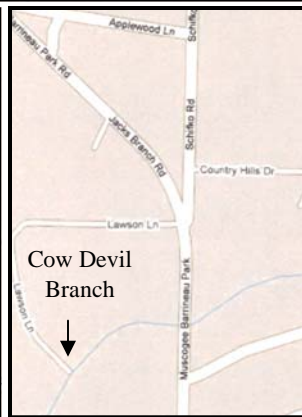 Applewood Ln
Schifko
Barrineau Park Rd
Jacks Branch Rd
Schifko Rd
Country Hills Dr
Lawson Ln
Cow Devil
Branch
Lawson Ln
Muscogee Barrineau Park